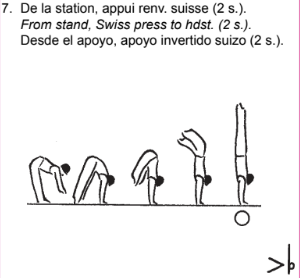 7. De la station, appui renv. suisse (2 s.).
From stand, Swiss press to hdst. (2 s.).
Desde el apoyo, apoyo invertido suizo (2 s.).